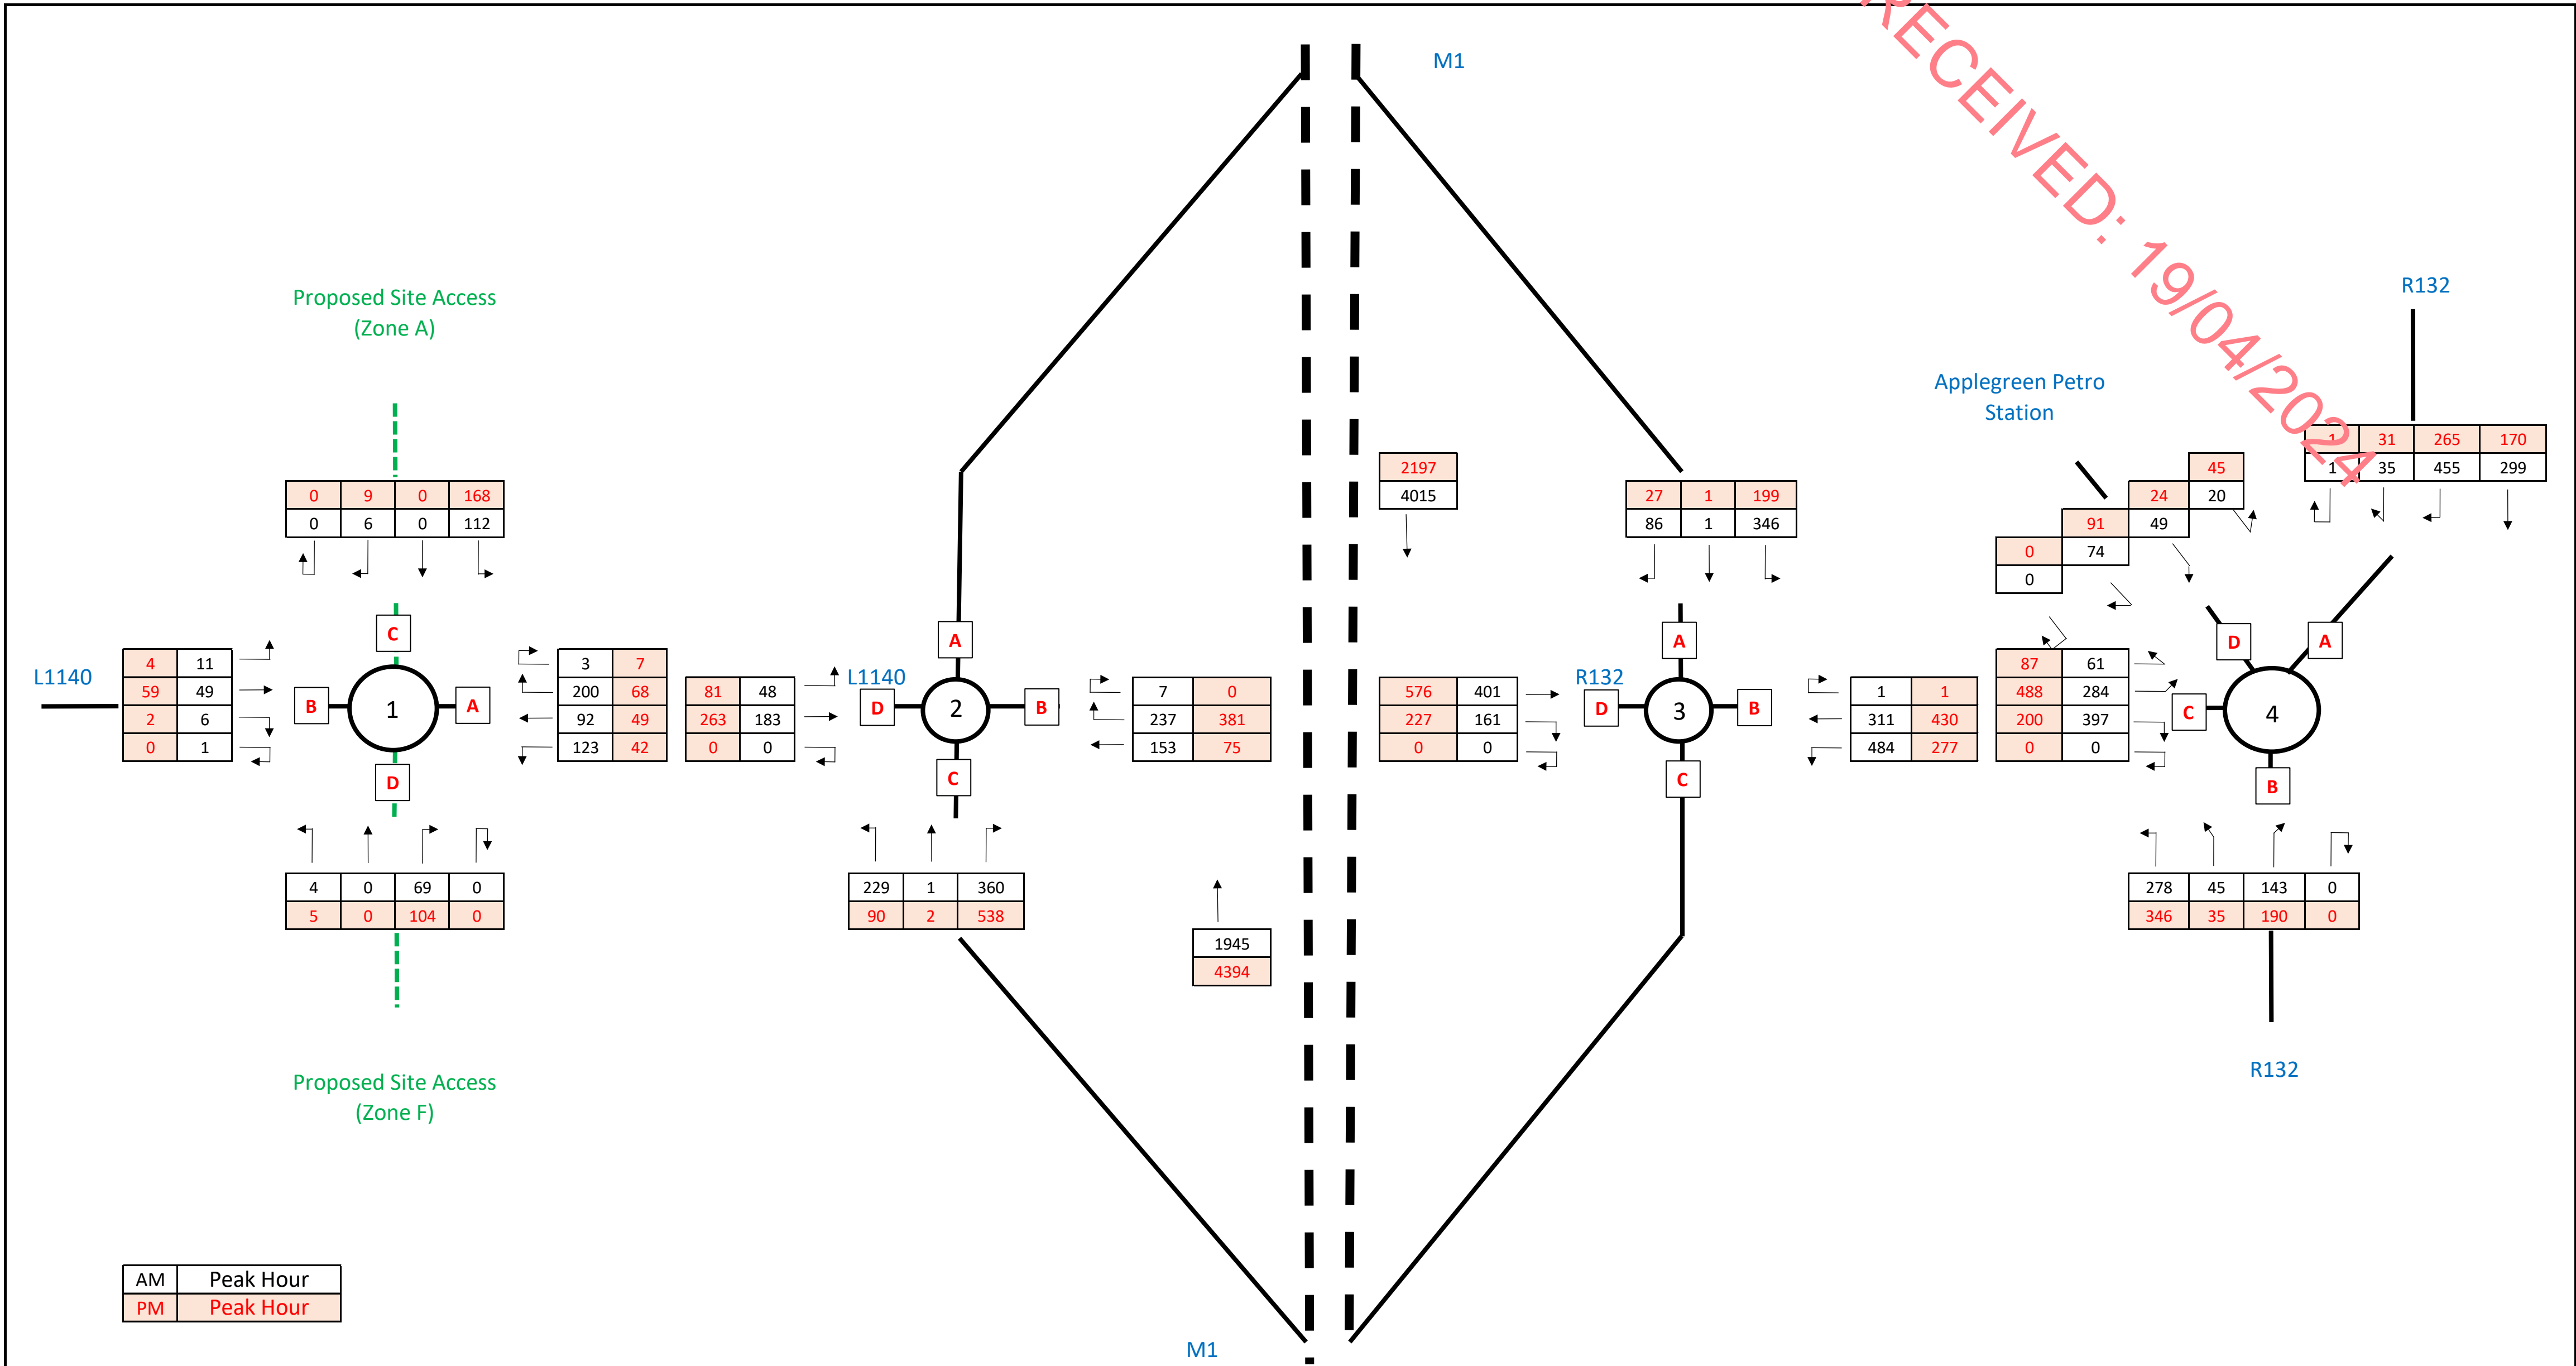 RECEIVED: 19/04/2024
M1
R132
Proposed Site Access
(Zone A)
Applegreen Petro
Station
1 31 265 170
1 35 455 299
2197
4015
45
24 20
91 49
0 74
0
0 9 0 168
0 6 0 112
27 1 199
86 1 346
L1140
4 11
59 49
2 6
0 1
C
B 1 A
D
3 7
200 68
92 49
123 42
81 48
263 183
0 0
L1140
A
D 2 B
C
7 0
237 381
153 75
576 401
227 161
0 0
R132
A
D 3 B
C
1 1
311 430
484 277
87 61
488 284
200 397
0 0
D A
C 4
B
4 0 69 0
5 0 104 0
229 1 360
90 2 538
1945
4394
278 45 143 0
346 35 190 0
Proposed Site Access
(Zone F)
R132
AM Peak Hour
PM Peak Hour
M1